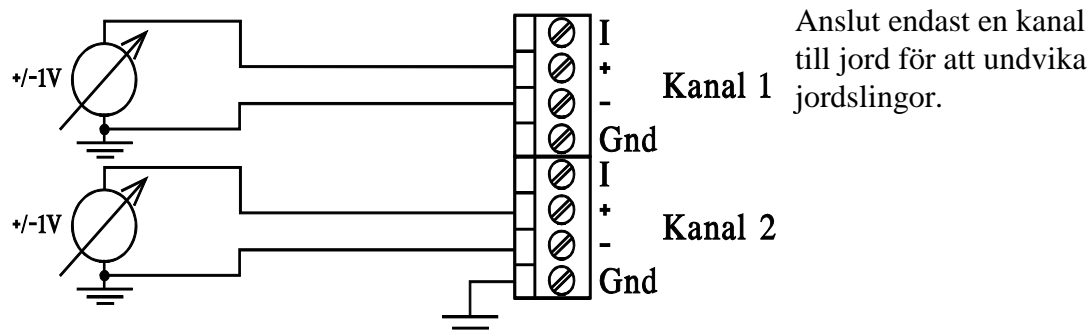 +/-1V
I
+
-
Gnd
Kanal 1
Anslut endast en kanal
till jord för att undvika
jordslingor.
+/-1V
I
+
-
Gnd
Kanal 2